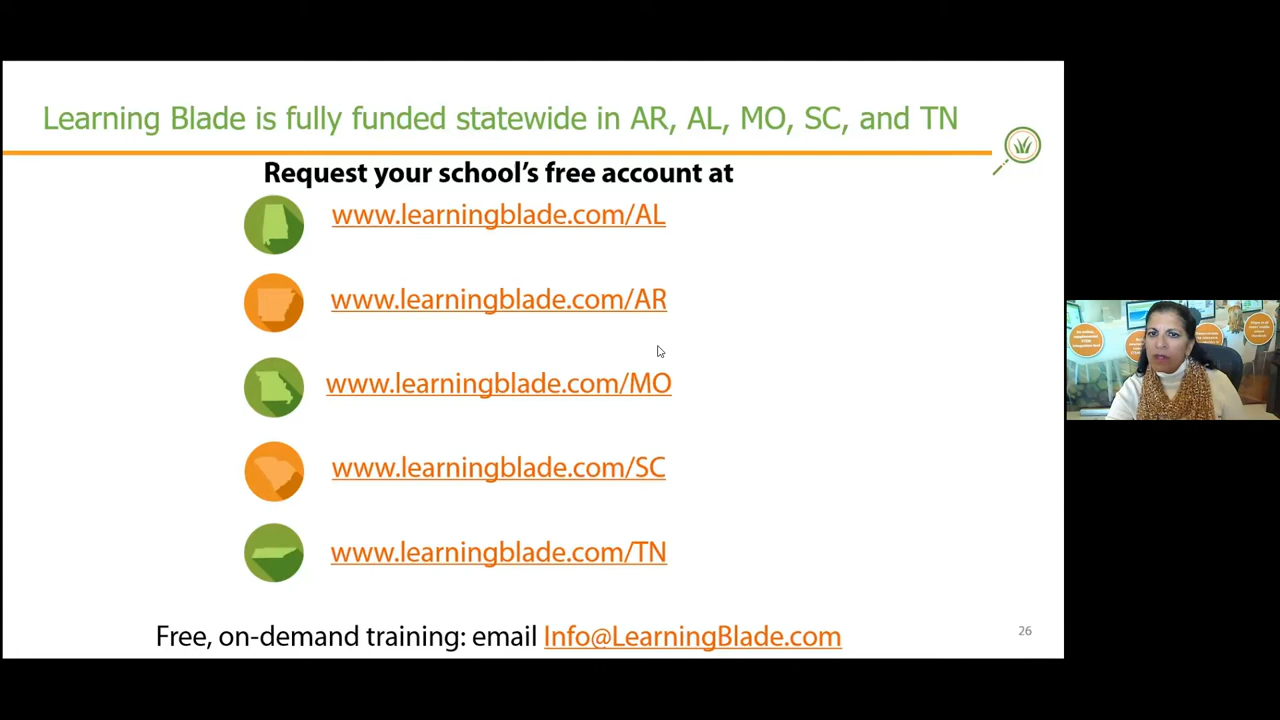 Learning Blade is fully funded statewide in AR, AL, MO, SC, and TN
Request your school's free account at
www.learningblade.com/AL
www.learningblade.com/AR
www.learningblade.com/MO
www.learningblade.com/SC
www.learningblade.com/TN
Free, on-demand training: email Info@LearningBlade.com
26